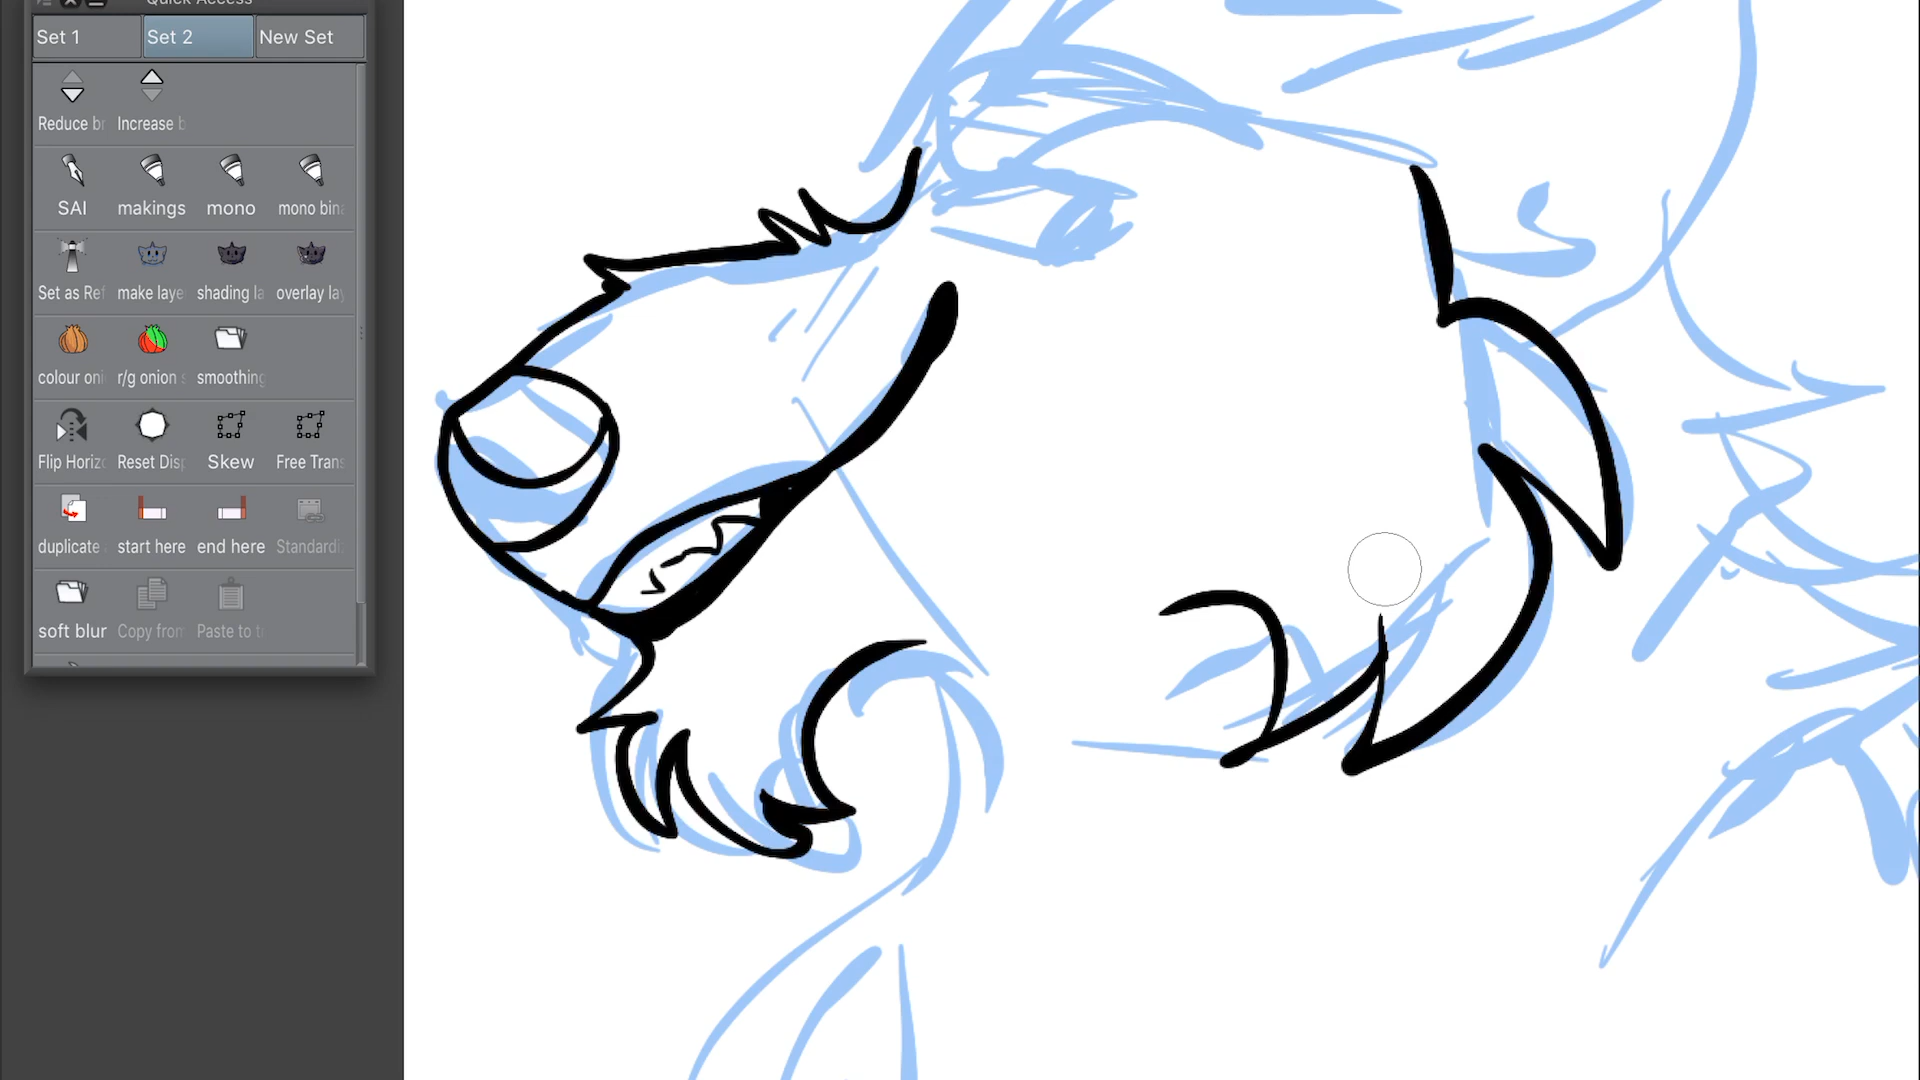 Quick Access
Set 1 Set 2 New Set
Reduce br Increase b
SAI makings mono mono bin
Set as Ref make laye shading la overlay lay
colour oni r/g onion s smoothing
Flip Horizo Reset Disp Skew Free Trans
duplicate start here end here Standardi
soft blur Copy from Paste to t